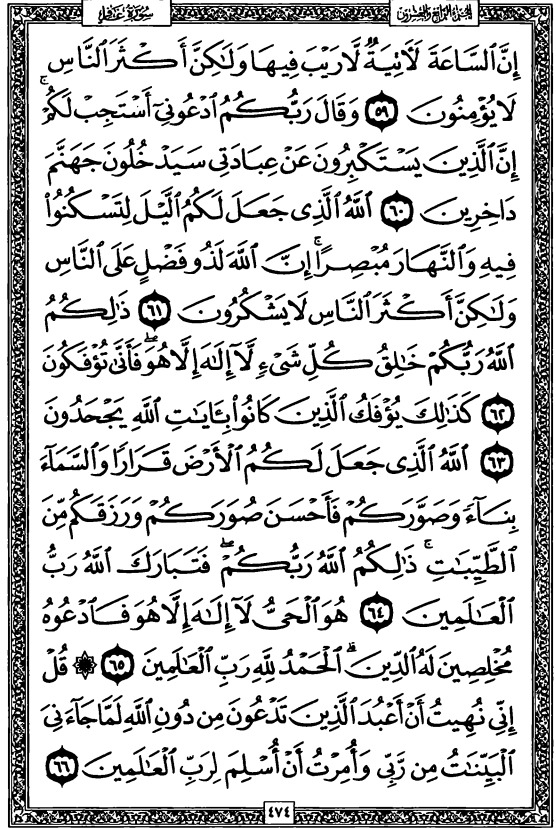 الجزء الرابع والعشرون سورة غافر
إِنَّ ٱلسَّاعَةَ لَءَاتِيَةٌ لَّا رَيْبَ فِيهَا وَلَٰكِنَّ أَكْثَرَ ٱلنَّاسِ
لَا يُؤْمِنُونَ ٥٩ وَقَالَ رَبُّكُمُ ٱدْعُونِىٓ أَسْتَجِبْ لَكُمْ ۚ
إِنَّ ٱلَّذِينَ يَسْتَكْبِرُونَ عَنْ عِبَادَتِى سَيَدْخُلُونَ جَهَنَّمَ
دَاخِرِينَ ٦٠ ٱللَّهُ ٱلَّذِى جَعَلَ لَكُمُ ٱلَّيْلَ لِتَسْكُنُوا۟
فِيهِ وَٱلنَّهَارَ مُبْصِرًا ۚ إِنَّ ٱللَّهَ لَذُو فَضْلٍ عَلَى ٱلنَّاسِ
وَلَٰكِنَّ أَكْثَرَ ٱلنَّاسِ لَا يَشْكُرُونَ ٦١ ذَٰلِكُمُ
ٱللَّهُ رَبُّكُمْ خَٰلِقُ كُلِّ شَىْءٍ لَّآ إِلَٰهَ إِلَّا هُوَ ۖ فَأَنَّىٰ تُؤْفَكُونَ
٦٢ كَذَٰلِكَ يُؤْفَكُ ٱلَّذِينَ كَانُوا۟ بِـَٔايَٰتِ ٱللَّهِ يَجْحَدُونَ
٦٣ ٱللَّهُ ٱلَّذِى جَعَلَ لَكُمُ ٱلْأَرْضَ قَرَارًا وَٱلسَّمَآءَ
بِنَآءً وَصَوَّرَكُمْ فَأَحْسَنَ صُوَرَكُمْ وَرَزَقَكُم مِّنَ
ٱلطَّيِّبَٰتِ ۚ ذَٰلِكُمُ ٱللَّهُ رَبُّكُمْ ۖ فَتَبَارَكَ ٱللَّهُ رَبُّ
ٱلْعَٰلَمِينَ ٦٤ هُوَ ٱلْحَىُّ لَآ إِلَٰهَ إِلَّا هُوَ فَٱدْعُوهُ
مُخْلِصِينَ لَهُ ٱلدِّينَ ۗ ٱلْحَمْدُ لِلَّهِ رَبِّ ٱلْعَٰلَمِينَ ٦٥ ۞ قُلْ
إِنِّى نُهِيتُ أَنْ أَعْبُدَ ٱلَّذِينَ تَدْعُونَ مِن دُونِ ٱللَّهِ لَمَّا جَآءَنِىَ
ٱلْبَيِّنَٰتُ مِن رَّبِّى وَأُمِرْتُ أَنْ أُسْلِمَ لِرَبِّ ٱلْعَٰلَمِينَ ٦٦
٤٧٤